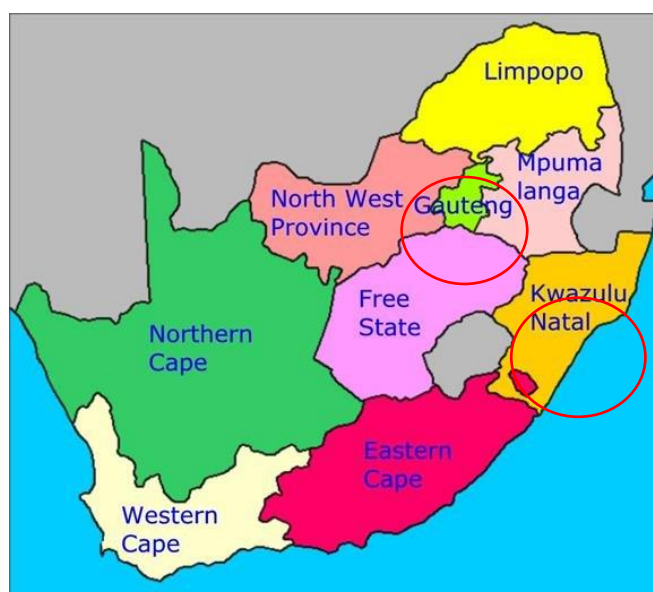 Limpopo
Mpuma
langa
North West
Province
Gauteng
Free
State
Kwazulu
Natal
Northern
Cape
Eastern
Cape
Western
Cape